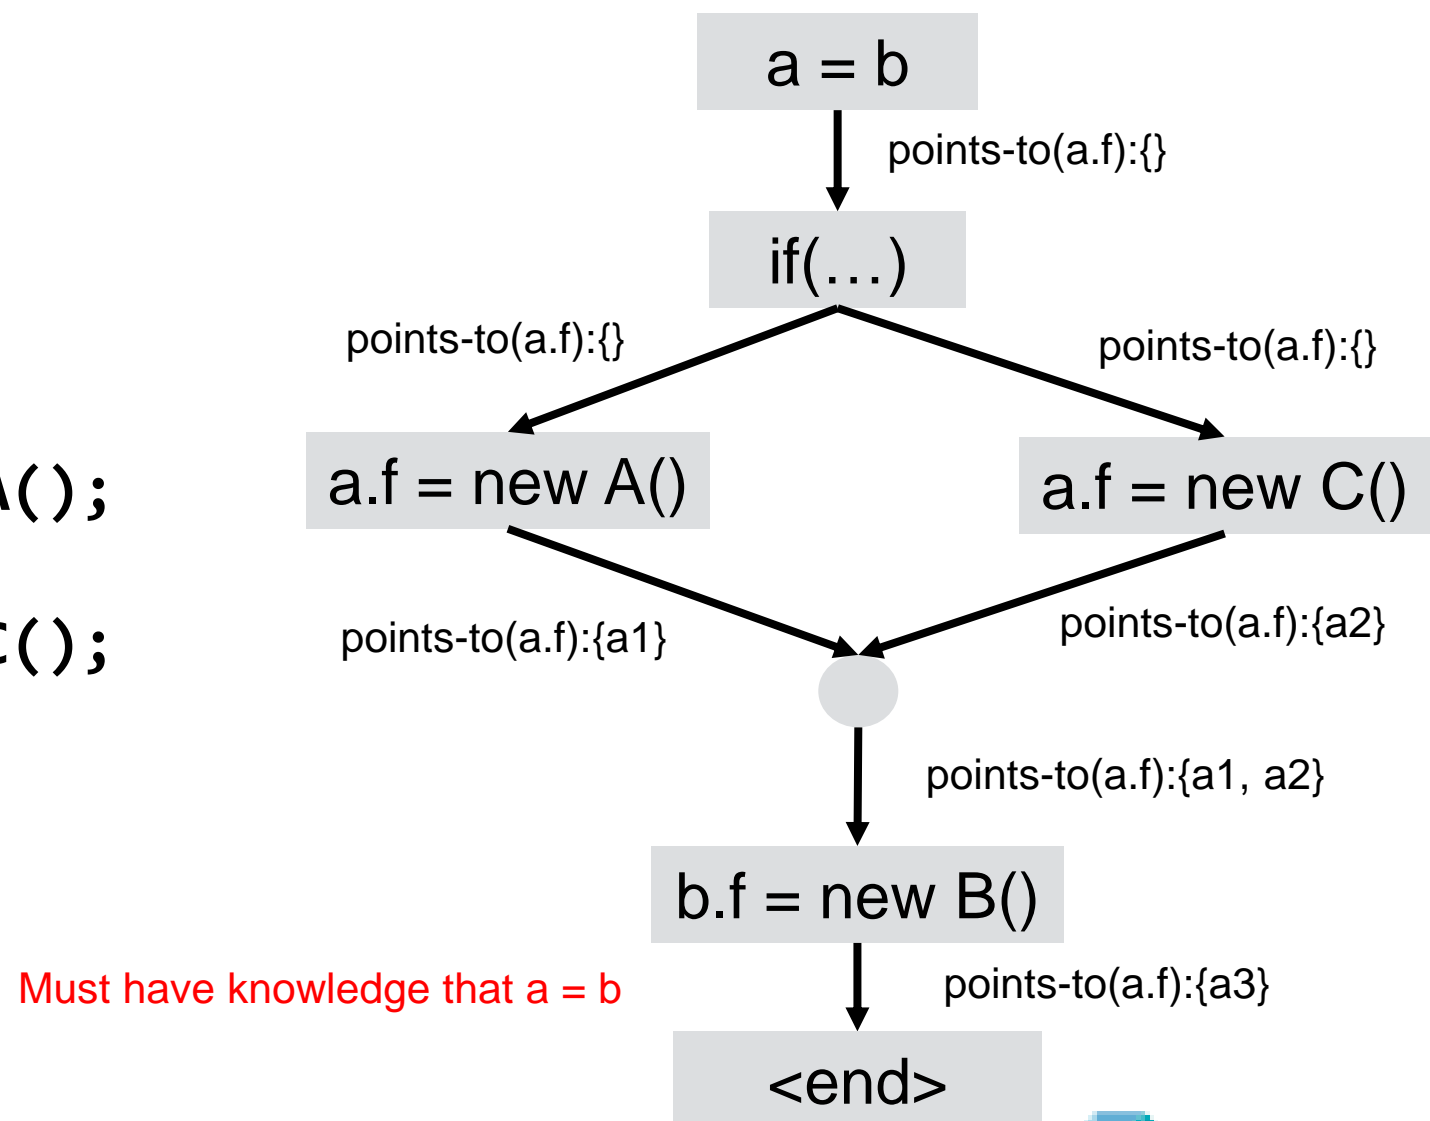 a = b
points-to(a.f):{}
if(…)
points-to(a.f):{}
points-to(a.f):{}
A();
a.f = new A()
a.f = new C()
C();
points-to(a.f):{a1}
points-to(a.f):{a2}
points-to(a.f):{a1, a2}
b.f = new B()
Must have knowledge that a = b
points-to(a.f):{a3}
<end>